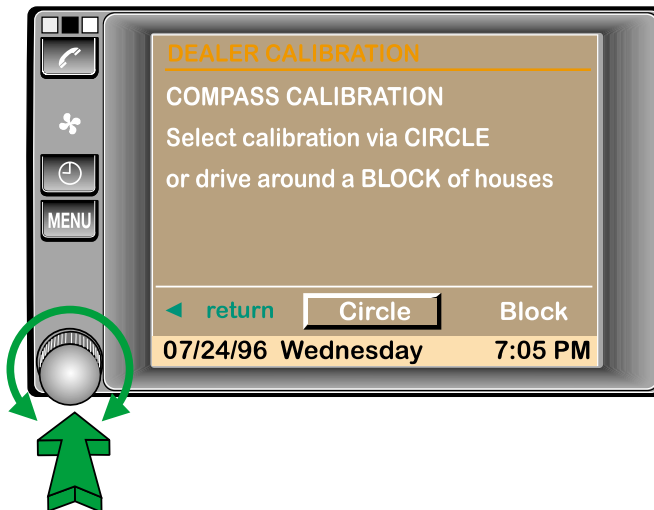 DEALER CALIBRATION
COMPASS CALIBRATION
Select calibration via CIRCLE
or drive around a BLOCK of houses
MENU
◄ return Circle Block
07/24/96 Wednesday 7:05 PM